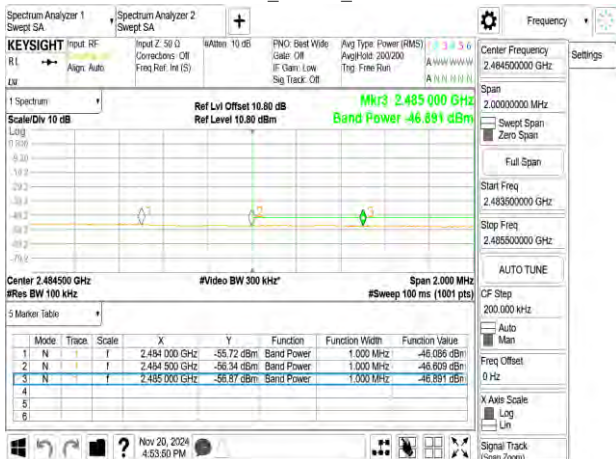 Spectrum Analyzer 1
Swept SA
Spectrum Analyzer 2
Swept SA
+
Frequency
KEYSIGHT
RL
Input: RF
Align: Auto
Input Z: 50 Ω
Corrections: Off
Freq Ref: Int (S)
#Atten: 10 dB
PNO: Best Wide
Gate: Off
IF Gain: Low
Sig Track: Off
Avg Type: Power (RMS)
Avg|Hold: 200/200
Trig: Free Run
A W W W W W
A N N N N N
1 Spectrum
Scale/Div 10 dB
Log
Ref Lvl Offset 10.80 dB
Ref Level 10.80 dBm
Mkr3 2.485 000 GHz
Band Power -46.891 dBm
2
3
Center 2.484500 GHz
#Res BW 100 kHz
#Video BW 300 kHz*
Span 2.000 MHz
#Sweep 100 ms (1001 pts)
5 Marker Table
Mode Trace Scale X Y Function Function Width Function Value
1 N 1 f 2.484 000 GHz -55.72 dBm Band Power 1.000 MHz -46.086 dBm
2 N 1 f 2.484 500 GHz -56.34 dBm Band Power 1.000 MHz -46.609 dBm
3 N 1 f 2.485 000 GHz -56.87 dBm Band Power 1.000 MHz -46.891 dBm
4
5
6
Nov 20, 2024
4:53:50 PM
Center Frequency
2.484500000 GHz
Settings
Span
2.00000000 MHz
Swept Span
Zero Span
Full Span
Start Freq
2.483500000 GHz
Stop Freq
2.485500000 GHz
AUTO TUNE
CF Step
200.000 kHz
Auto
Man
Freq Offset
0 Hz
X Axis Scale
Log
Lin
Signal Track
(Span Zoom)